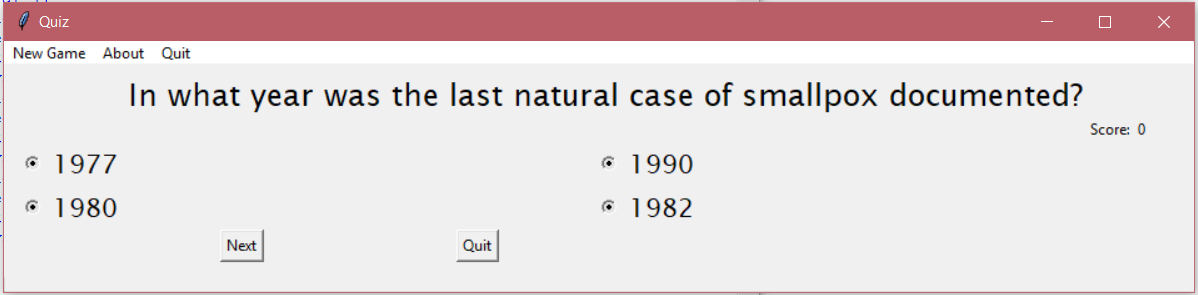 Quiz
New Game About Quit
In what year was the last natural case of smallpox documented?
Score: 0
1977 1990
1980 1982
Next Quit